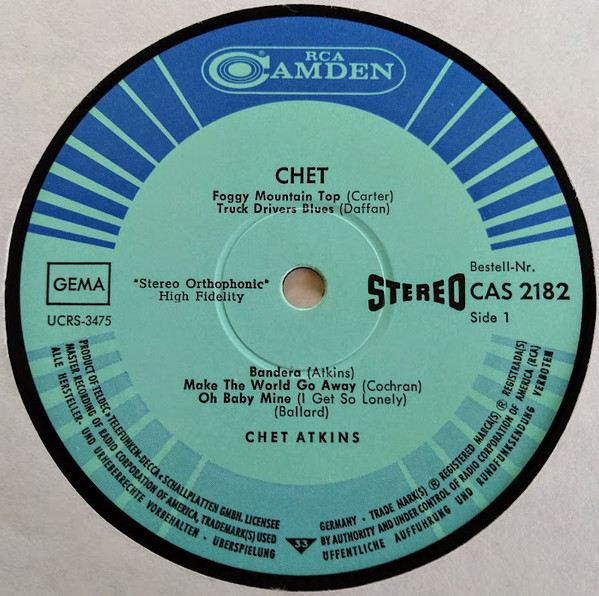 RCA
CAMDEN
CHET
Foggy Mountain Top (Carter)
Truck Drivers Blues (Daffan)
GEMA
UCRS-3475
"Stereo Orthophonic"
High Fidelity
STEREO
Bestell-Nr.
CAS 2182
Side 1
Bandera (Atkins)
Make The World Go Away (Cochran)
Oh Baby Mine (I Get So Lonely)
(Ballard)
CHET ATKINS
PRODUCT OF TELDEC »TELEFUNKEN-DECCA« SCHALLPLATTEN GMBH. LICENSEE
MASTER RECORDING OF RADIO CORPORATION OF AMERICA, TRADEMARK(S) USED
ALLE HERSTELLER- UND URHEBERRECHTE VORBEHALTEN · ÜBERSPIELUNG
33
GERMANY · TRADE MARK(S) ® REGISTERED MARCA(S) ® REGISTRADA(S)
BY AUTHORITY AND UNDER CONTROL OF RADIO CORPORATION OF AMERICA (RCA)
ÖFFENTLICHE AUFFÜHRUNG UND RUNDFUNKSENDUNG VERBOTEN